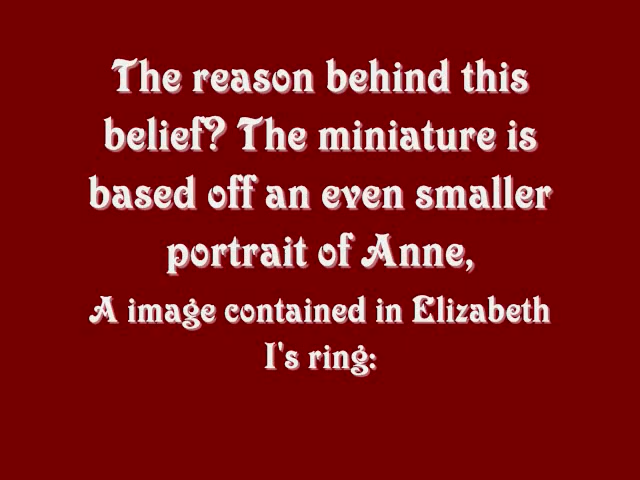 The reason behind this
belief? The miniature is
based off an even smaller
portrait of Anne,
A image contained in Elizabeth
I's ring: